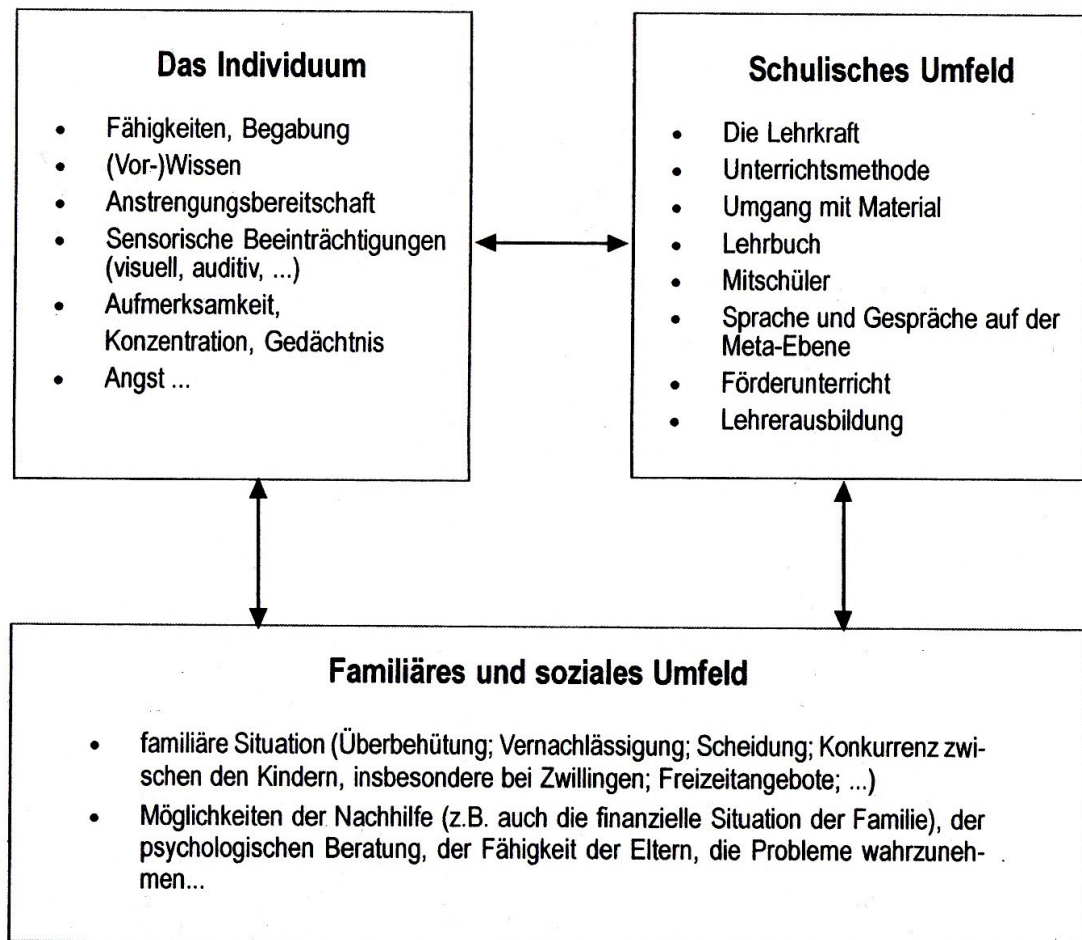 Das Individuum
• Fähigkeiten, Begabung
• (Vor-)Wissen
• Anstrengungsbereitschaft
• Sensorische Beeinträchtigungen
(visuell, auditiv, ...)
• Aufmerksamkeit,
Konzentration, Gedächtnis
• Angst ...
Schulisches Umfeld
• Die Lehrkraft
• Unterrichtsmethode
• Umgang mit Material
• Lehrbuch
• Mitschüler
• Sprache und Gespräche auf der
Meta-Ebene
• Förderunterricht
• Lehrerausbildung
Familiäres und soziales Umfeld
• familiäre Situation (Überbehütung; Vernachlässigung; Scheidung; Konkurrenz zwi-
schen den Kindern, insbesondere bei Zwillingen; Freizeitangebote; ...)
• Möglichkeiten der Nachhilfe (z.B. auch die finanzielle Situation der Familie), der
psychologischen Beratung, der Fähigkeit der Eltern, die Probleme wahrzuneh-
men...